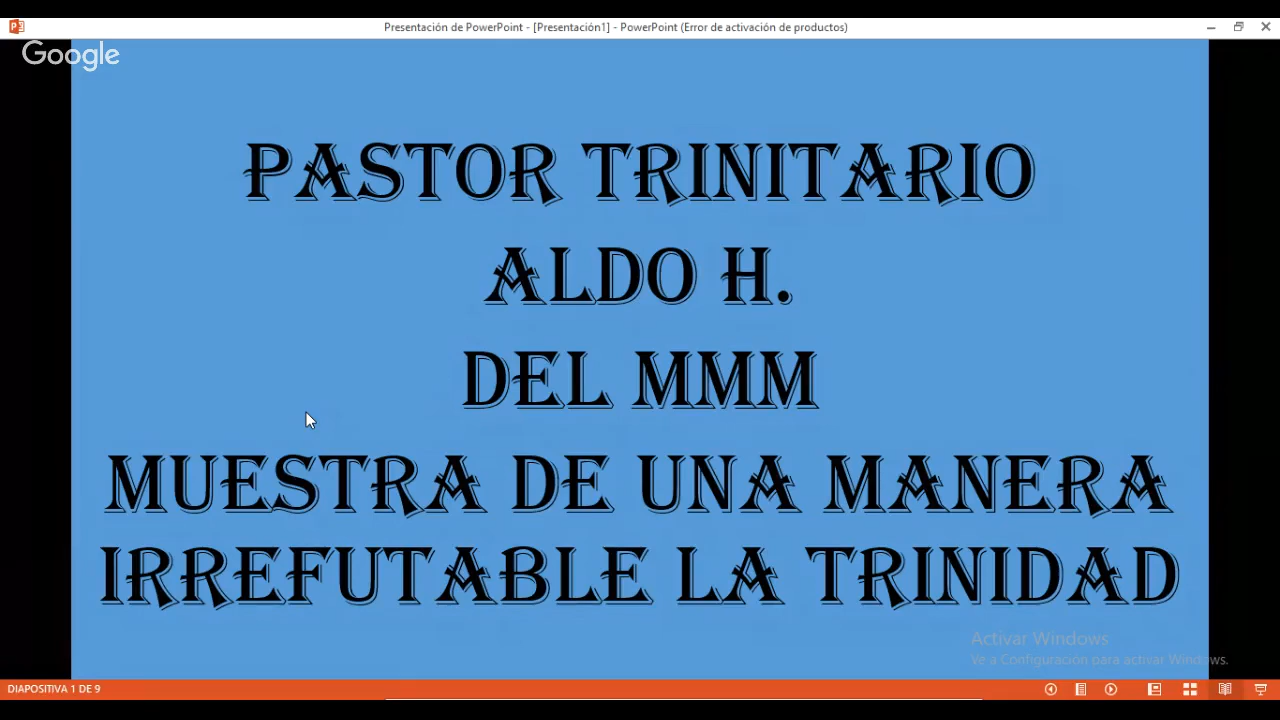 Presentación de PowerPoint - [Presentación1] - PowerPoint (Error de activación de productos)
Google
PASTOR TRINITARIO
ALDO H.
DEL MMM
MUESTRA DE UNA MANERA
IRREFUTABLE LA TRINIDAD
Activar Windows
Ve a Configuración para activar Windows.
DIAPOSITIVA 1 DE 9